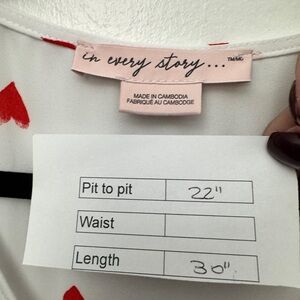 in every story... TM/MC
MADE IN CAMBODIA
FABRIQUÉ AU CAMBODGE
Pit to pit 22"
Waist
Length 30"